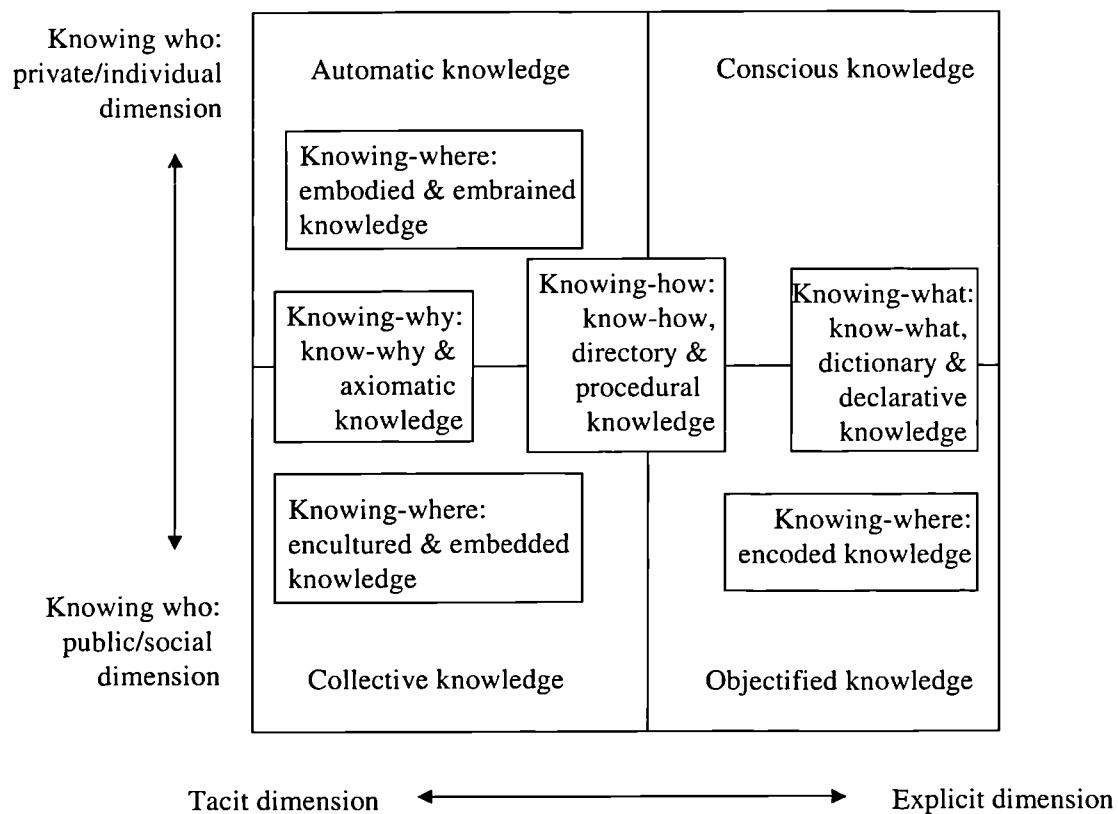 Knowing who:
private/individual
dimension
Automatic knowledge
Conscious knowledge
Knowing-where:
embodied & embrained
knowledge
Knowing-why:
know-why &
axiomatic
knowledge
Knowing-how:
know-how,
directory &
procedural
knowledge
Knowing-what:
know-what,
dictionary &
declarative
knowledge
Knowing-where:
encultured & embedded
knowledge
Knowing-where:
encoded knowledge
Knowing who:
public/social
dimension
Collective knowledge
Objectified knowledge
Tacit dimension
Explicit dimension